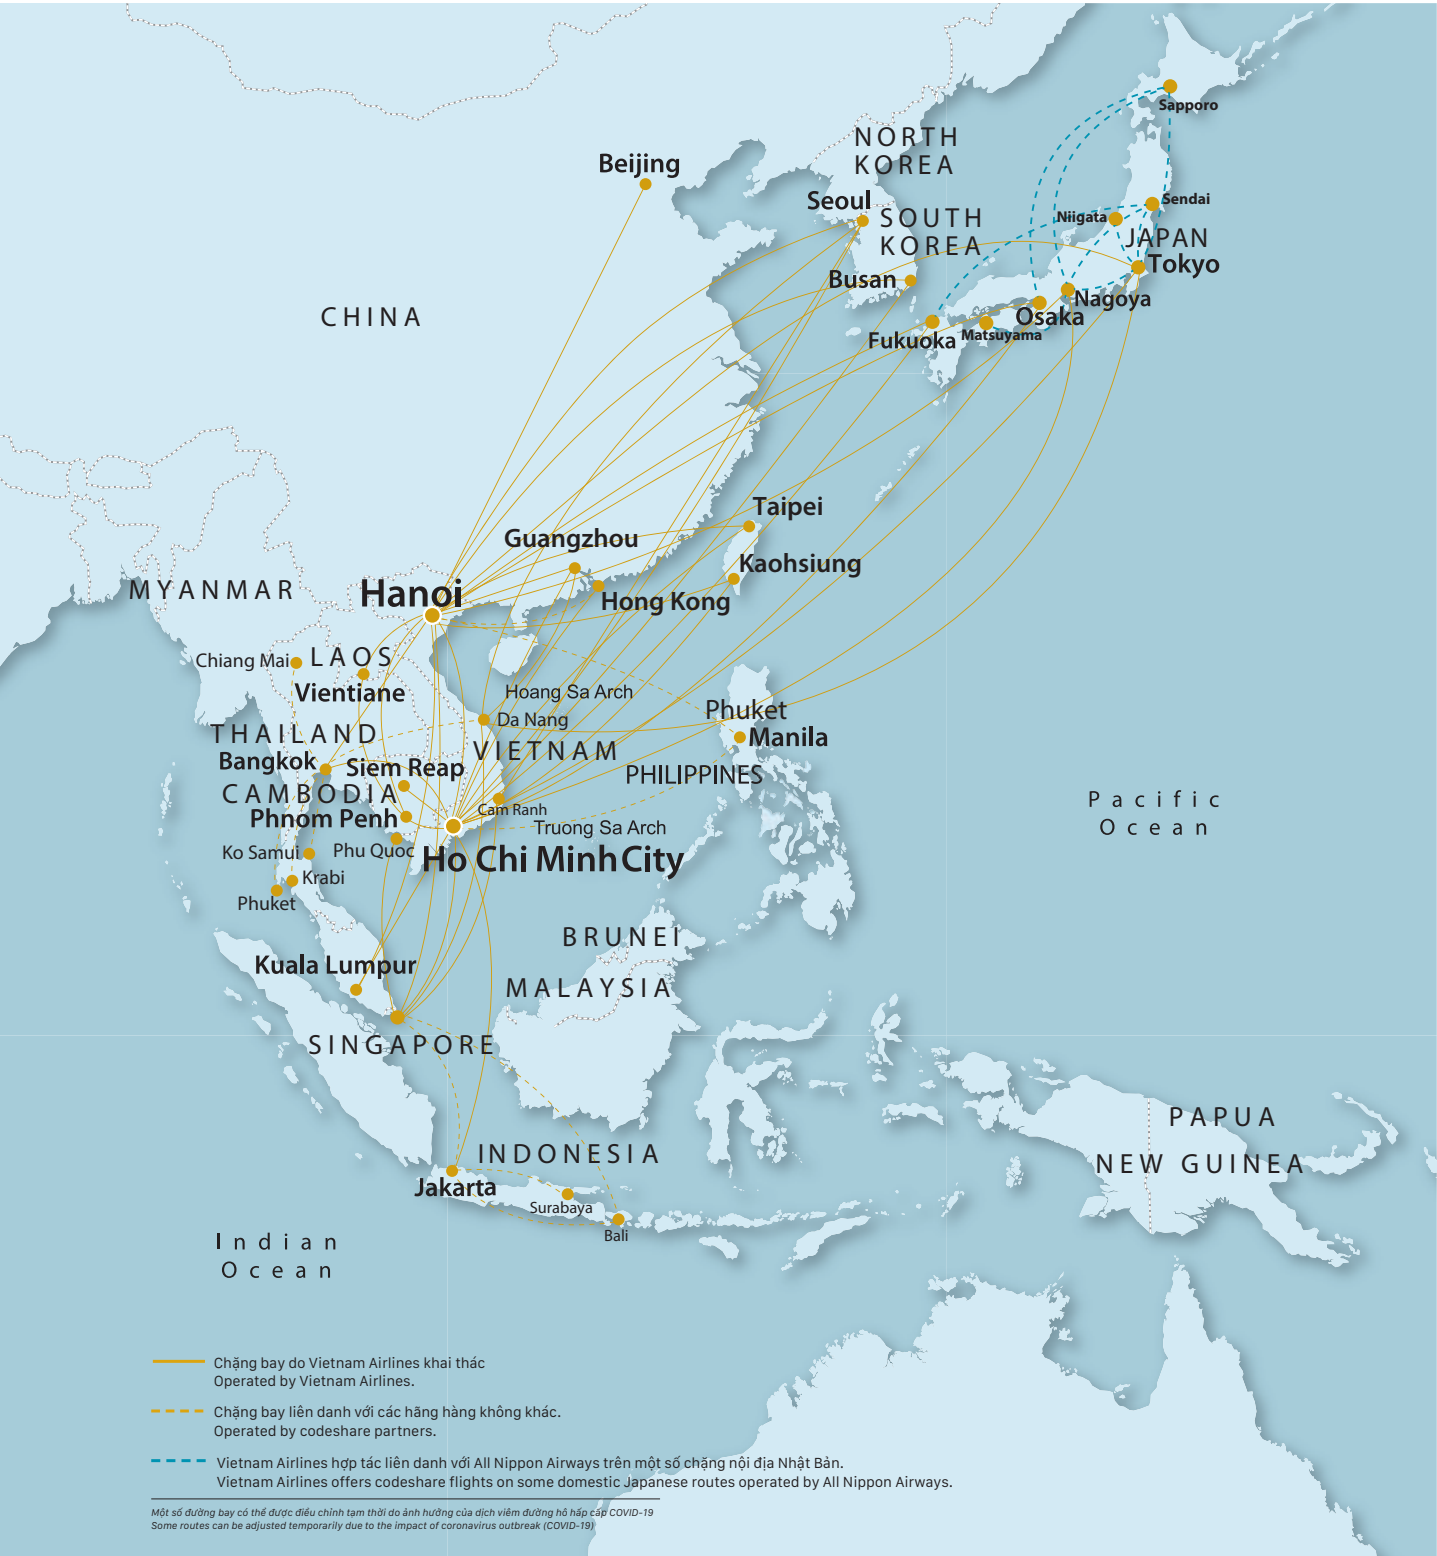 Sapporo
NORTH
KOREA
Beijing
Seoul
SOUTH
KOREA
Sendai
Niigata
JAPAN
Tokyo
Busan
Nagoya
Osaka
Fukuoka
Matsuyama
CHINA
Taipei
Guangzhou
Kaohsiung
MYANMAR
Hanoi
Hong Kong
Chiang Mai
LAOS
Vientiane
Hoang Sa Arch
Da Nang
Phuket
Manila
THAILAND
VIETNAM
Bangkok
Siem Reap
PHILIPPINES
CAMBODIA
Cam Ranh
Phnom Penh
Truong Sa Arch
Pacific
Ocean
Ko Samui
Phu Quoc
Ho Chi Minh City
Krabi
Phuket
BRUNEI
Kuala Lumpur
MALAYSIA
SINGAPORE
PAPUA
NEW GUINEA
INDONESIA
Jakarta
Surabaya
Bali
Indian
Ocean
Chặng bay do Vietnam Airlines khai thác
Operated by Vietnam Airlines.
Chặng bay liên danh với các hãng hàng không khác.
Operated by codeshare partners.
Vietnam Airlines hợp tác liên danh với All Nippon Airways trên một số chặng nội địa Nhật Bản.
Vietnam Airlines offers codeshare flights on some domestic Japanese routes operated by All Nippon Airways.
Một số đường bay có thể được điều chỉnh tạm thời do ảnh hưởng của dịch viêm đường hô hấp cấp COVID-19
Some routes can be adjusted temporarily due to the impact of coronavirus outbreak (COVID-19)